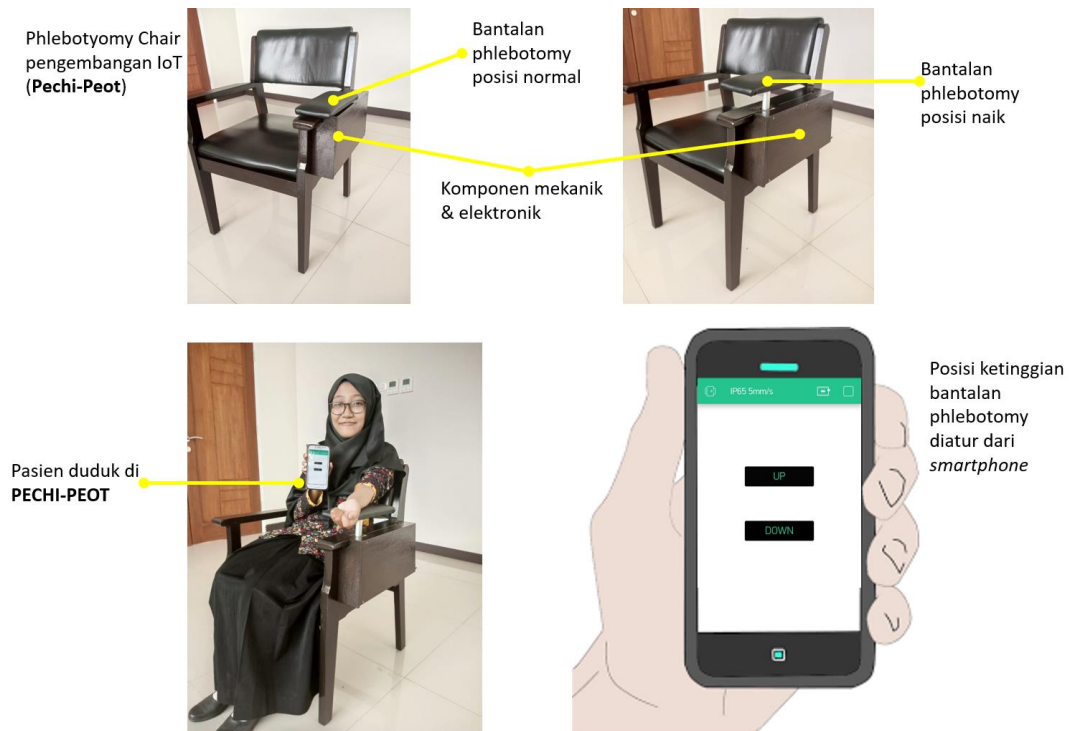 Phlebotyomy Chair
pengembangan IoT
(Pechi-Peot)
Bantalan
phlebotomy
posisi normal
Bantalan
phlebotomy
posisi naik
Komponen mekanik
& elektronik
Pasien duduk di
PECHI-PEOT
IP65 5mm/s
UP
DOWN
Posisi ketinggian
bantalan
phlebotomy
diatur dari
smartphone